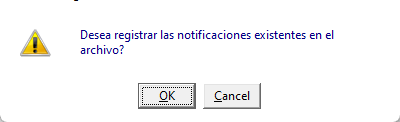 Desea registrar las notificaciones existentes en el
archivo?
OK
Cancel